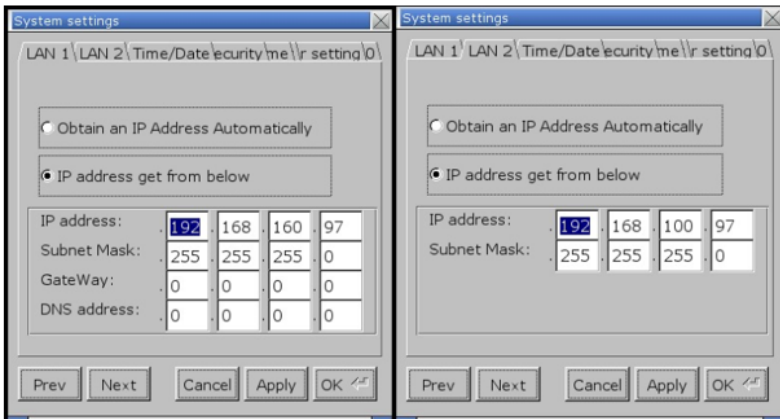 System settings
LAN 1 LAN 2 Time/Date ecurity me r setting 0
Obtain an IP Address Automatically
IP address get from below
IP address: . 192 . 168 . 160 . 97
Subnet Mask: . 255 . 255 . 255 . 0
GateWay: . 0 . 0 . 0 . 0
DNS address: . 0 . 0 . 0 . 0
Prev Next Cancel Apply OK
System settings
LAN 1 LAN 2 Time/Date ecurity me r setting 0
Obtain an IP Address Automatically
IP address get from below
IP address: . 192 . 168 . 100 . 97
Subnet Mask: . 255 . 255 . 255 . 0
Prev Next Cancel Apply OK